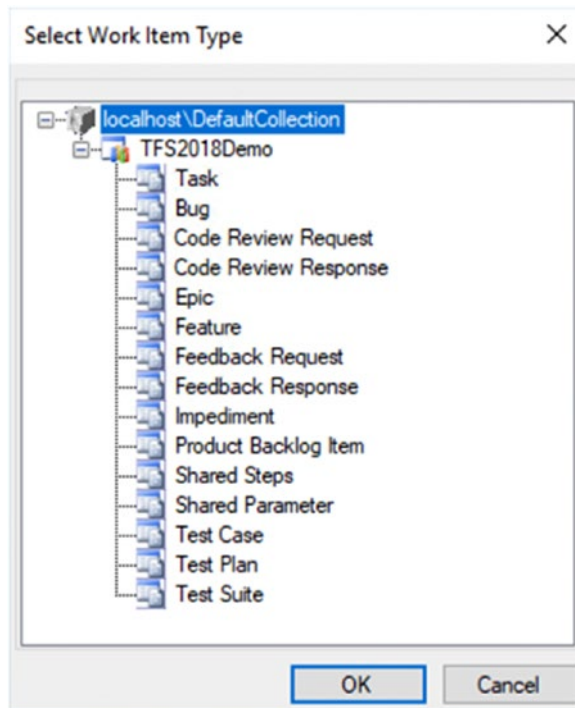 Select Work Item Type
localhost\DefaultCollection
TFS2018Demo
Task
Bug
Code Review Request
Code Review Response
Epic
Feature
Feedback Request
Feedback Response
Impediment
Product Backlog Item
Shared Steps
Shared Parameter
Test Case
Test Plan
Test Suite
OK Cancel